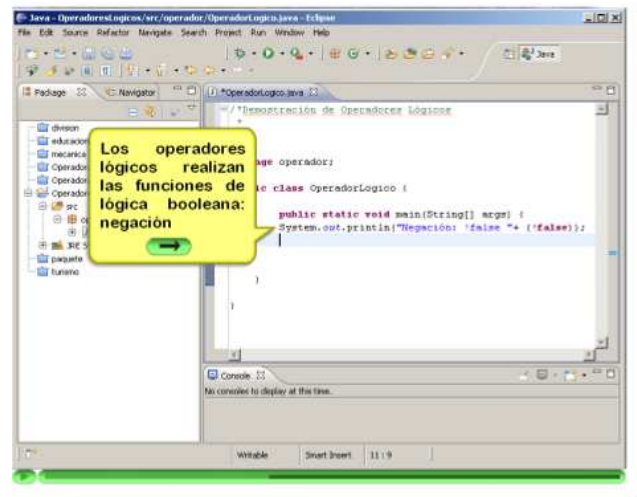 Java - OperadoresLogicos/src/operador/OperadorLogico.java - Eclipse
File Edit Source Refactor Navigate Search Project Run Window Help
Java
Package Navigator
*OperadorLogico.java
/*Demostración de Operadores Lógicos
*
division
educacion
mecanica
Operador
Operador
Operador
src
JRE S
paquete
turismo
Los operadores
lógicos realizan
las funciones de
lógica booleana:
negación
age operador;
ic class OperadorLogico {
public static void main(String[] args) {
System.out.println("Negación: !false "+ (!false));
}
}
Console
No consoles to display at this time.
Writable Smart Insert 11 : 9